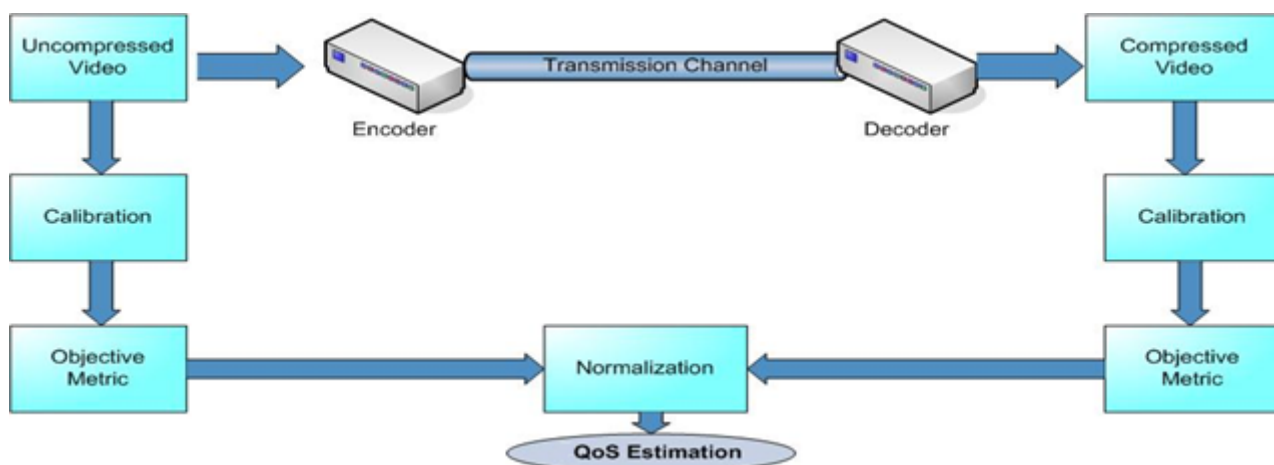 Uncompressed
Video
Transmission Channel
Compressed
Video
Encoder
Decoder
Calibration
Calibration
Objective
Metric
Normalization
Objective
Metric
QoS Estimation